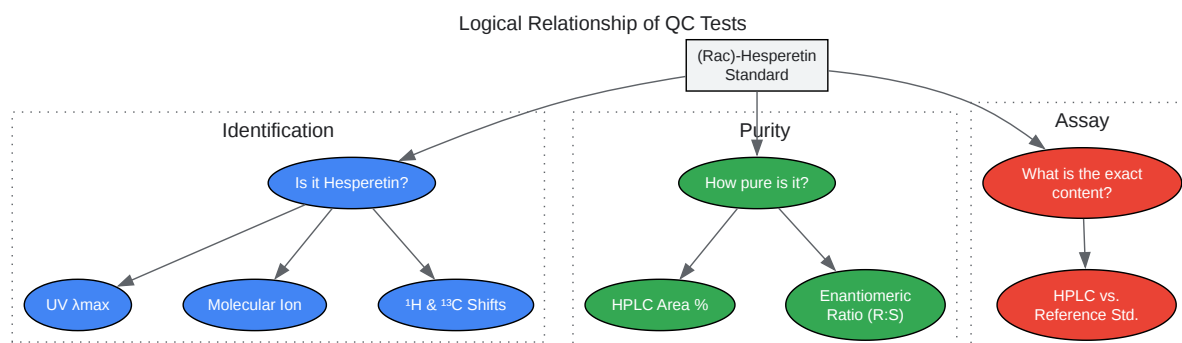 Logical Relationship of QC Tests
(Rac)-Hesperetin
Standard
Identification
Purity
Assay
Is it Hesperetin?
How pure is it?
What is the exact
content?
UV λmax
Molecular Ion
¹H & ¹³C Shifts
HPLC Area %
Enantiomeric
Ratio (R:S)
HPLC vs.
Reference Std.